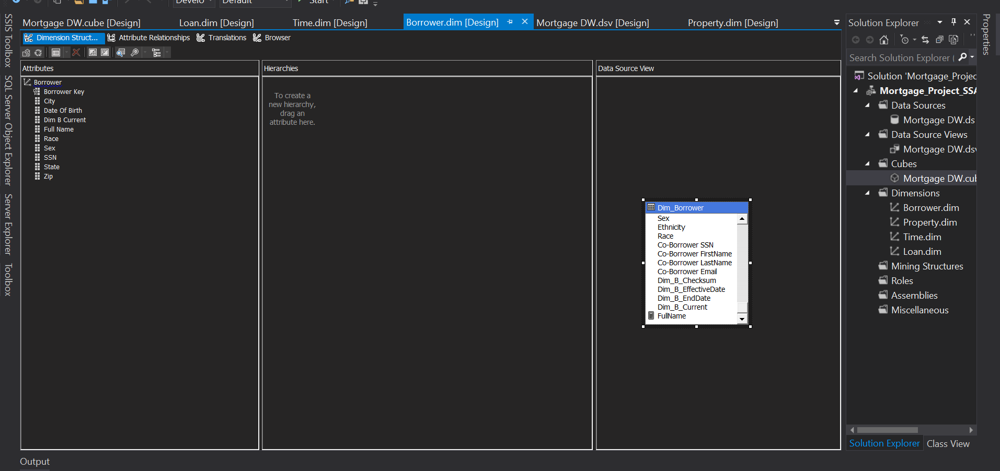 Develo
Default
Start
SSIS Toolbox
SQL Server Object Explorer
Server Explorer
Toolbox
Mortgage DW.cube [Design]
Loan.dim [Design]
Time.dim [Design]
Borrower.dim [Design]
Mortgage DW.dsv [Design]
Property.dim [Design]
Dimension Struct...
Attribute Relationships
Translations
Browser
Attributes
Borrower
Borrower Key
City
Date Of Birth
Dim B Current
Full Name
Race
Sex
SSN
State
Zip
Hierarchies
To create a
new hierarchy,
drag an
attribute here.
Data Source View
Dim_Borrower
Sex
Ethnicity
Race
Co-Borrower SSN
Co-Borrower FirstName
Co-Borrower LastName
Co-Borrower Email
Dim_B_Checksum
Dim_B_EffectiveDate
Dim_B_EndDate
Dim_B_Current
FullName
Solution Explorer
Search Solution Explorer (
Solution 'Mortgage_Projec
Mortgage_Project_SSA
Data Sources
Mortgage DW.ds
Data Source Views
Mortgage DW.dsv
Cubes
Mortgage DW.cub
Dimensions
Borrower.dim
Property.dim
Time.dim
Loan.dim
Mining Structures
Roles
Assemblies
Miscellaneous
Solution Explorer
Class View
Properties
Output